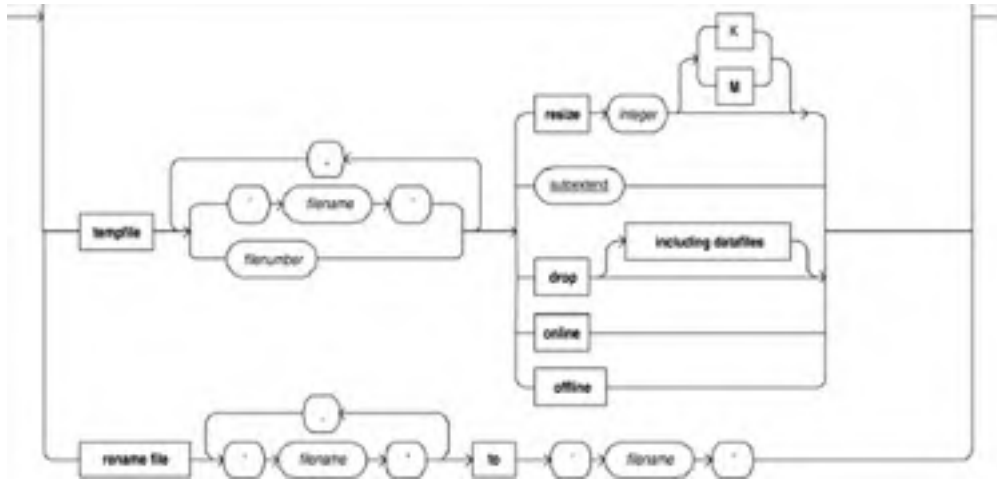 K
M
resize integer
,
autoextend
' filename '
tempfile
including datafiles
filenumber
drop
online
offline
,
rename file ' filename ' to ' filename '